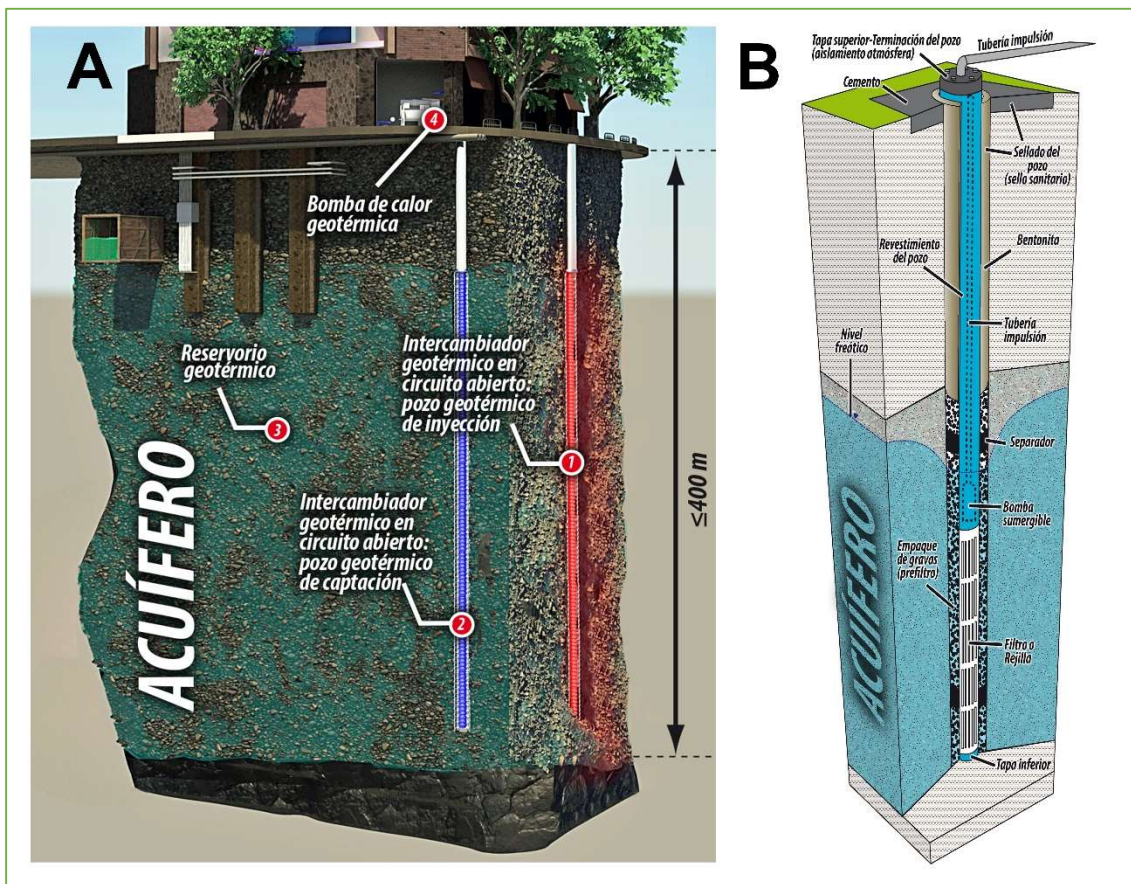 A
4
Bomba de calor
geotérmica
Reservorio
geotérmico
3
Intercambiador
geotérmico en
circuito abierto:
pozo geotérmico
de inyección
1
ACUÍFERO
Intercambiador
geotérmico en
circuito abierto:
pozo geotérmico
de captación
2
≤400 m
B
Tapa superior-Terminación del pozo
(aislamiento atmósfera)
Tubería impulsión
Cemento
Sellado del
pozo
(sello sanitario)
Revestimiento
del pozo
Bentonita
Tubería
impulsión
Nivel
freático
Separador
Bomba
sumergible
ACUÍFERO
Empaque
de gravas
(prefiltro)
Filtro o
Rejilla
Tapa inferior